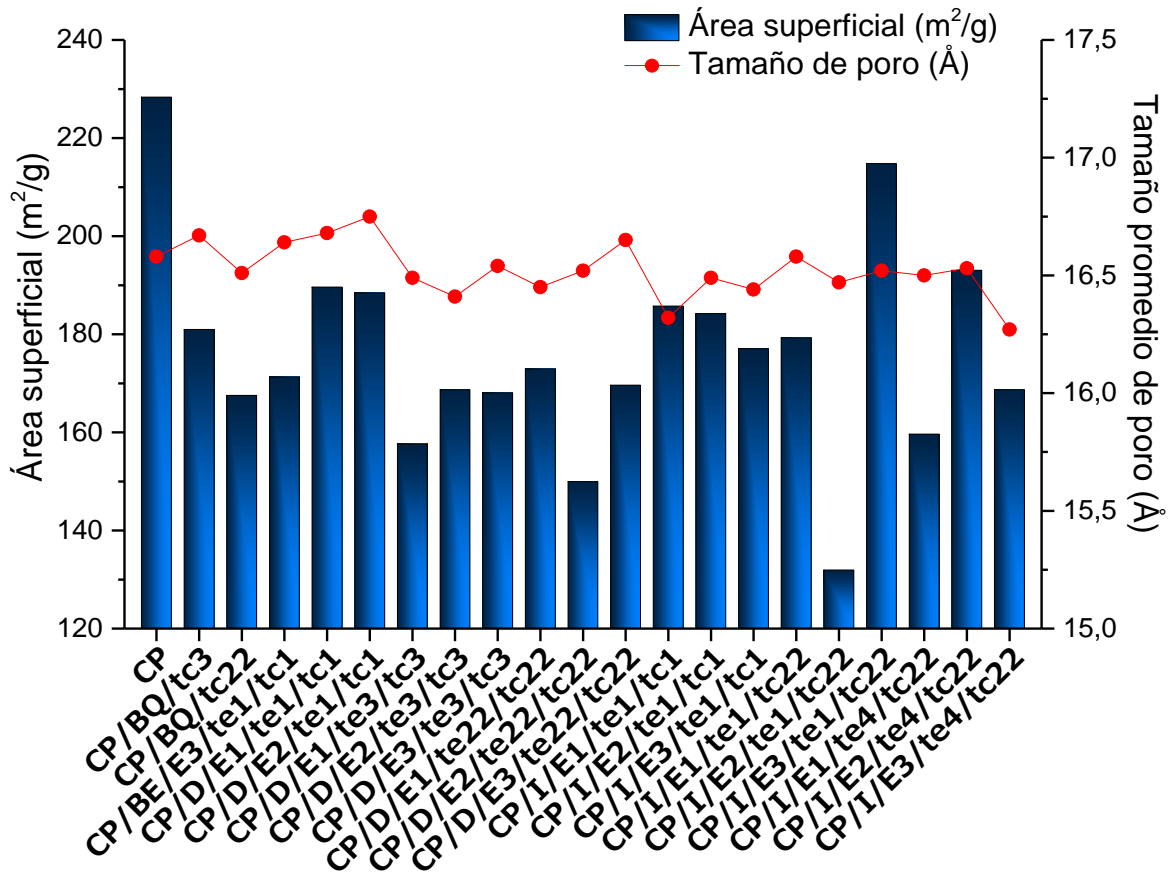 Área superficial (m²/g)
Tamaño de poro (Å)
Área superficial (m²/g)
240
220
200
180
160
140
120
17,5
17,0
16,5
16,0
15,5
15,0
Tamaño promedio de poro (Å)
CP
CP/BQ/tc3
CP/BQ/tc22
CP/BE/E3/te1/tc1
CP/D/E1/te1/tc1
CP/D/E2/te1/tc1
CP/D/E1/te3/tc3
CP/D/E2/te3/tc3
CP/D/E3/te3/tc3
CP/D/E1/te22/tc22
CP/D/E2/te22/tc22
CP/D/E3/te22/tc22
CP/I/E1/te1/tc1
CP/I/E2/te1/tc1
CP/I/E3/te1/tc1
CP/I/E1/te1/tc22
CP/I/E2/te1/tc22
CP/I/E3/te1/tc22
CP/I/E1/te4/tc22
CP/I/E2/te4/tc22
CP/I/E3/te4/tc22